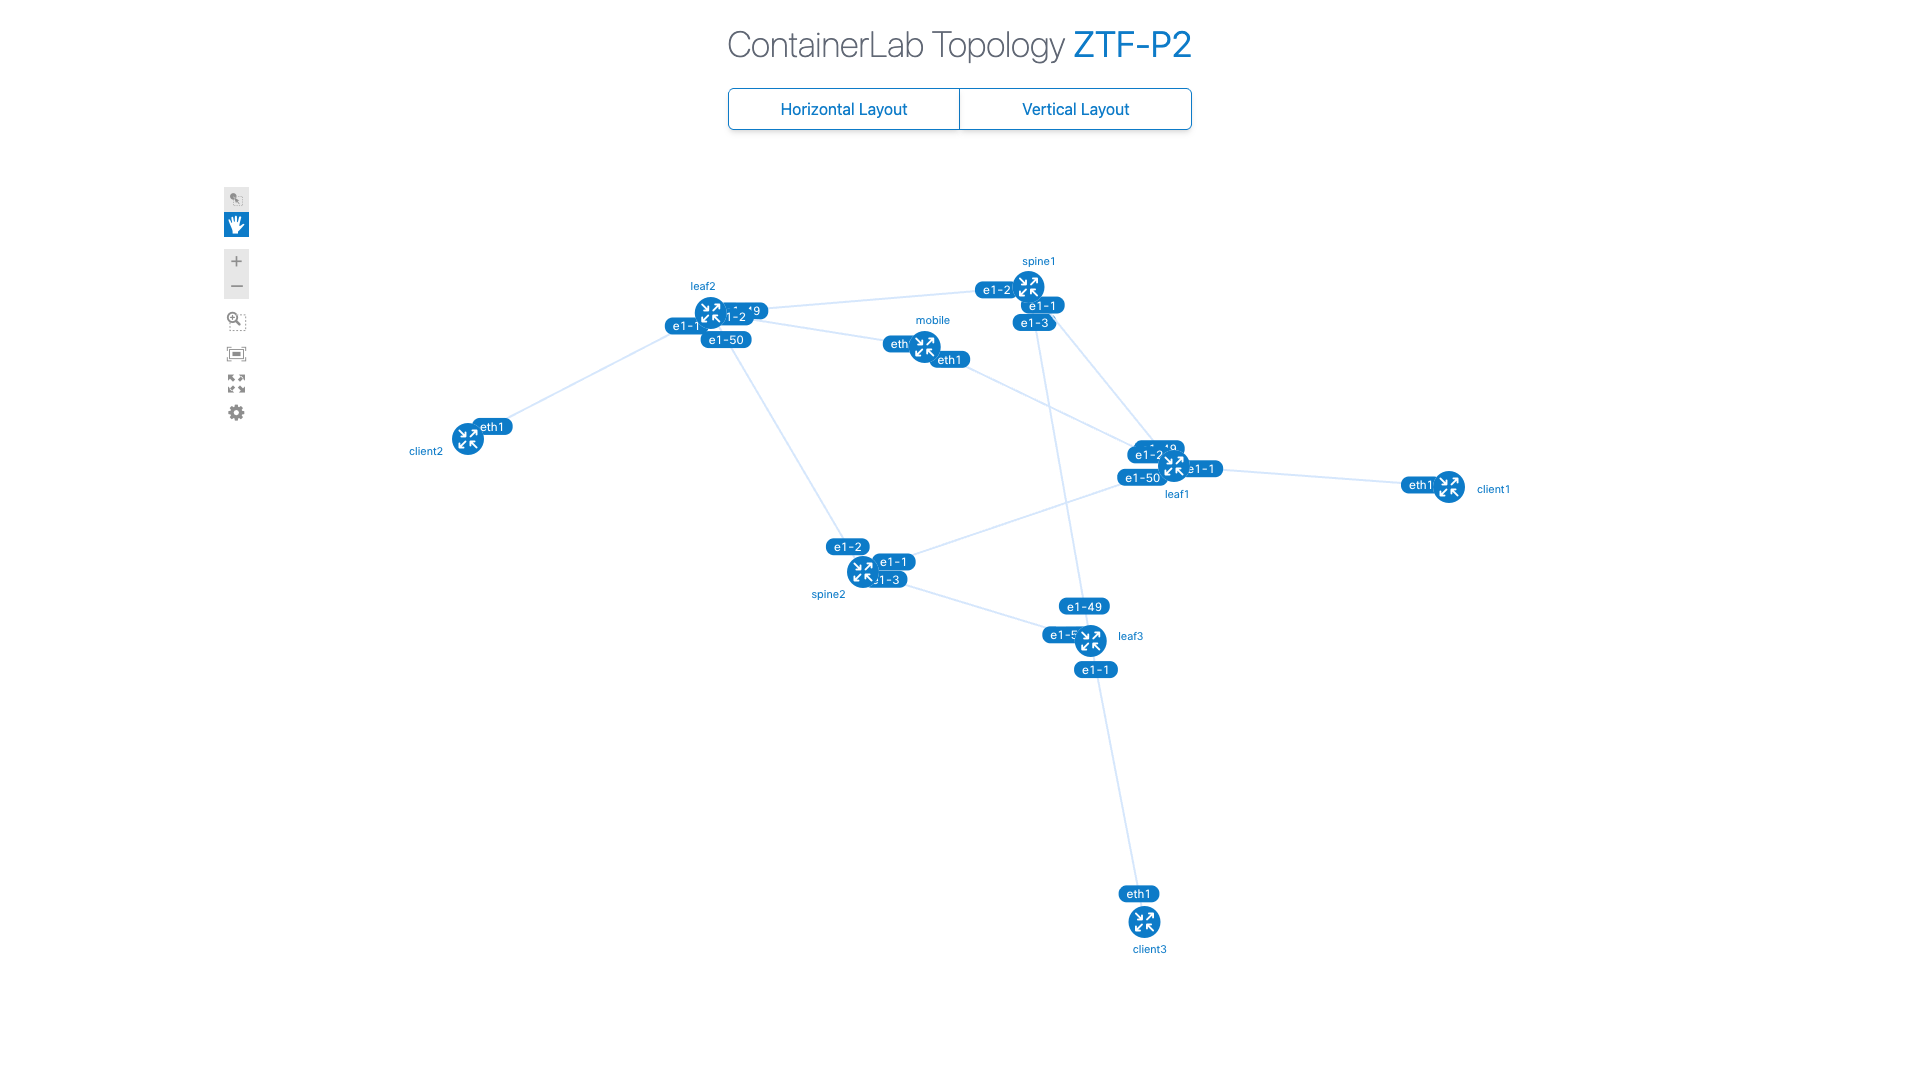 ContainerLab Topology ZTF-P2
Horizontal Layout
Vertical Layout
spine1
leaf2
e1-2
e1-1
e1-3
e1-1
e1-50
mobile
eth1
eth1
client2
e1-2
e1-1
e1-50
leaf1
eth1
client1
e1-2
e1-1
spine2
e1-49
leaf3
e1-1
eth1
client3